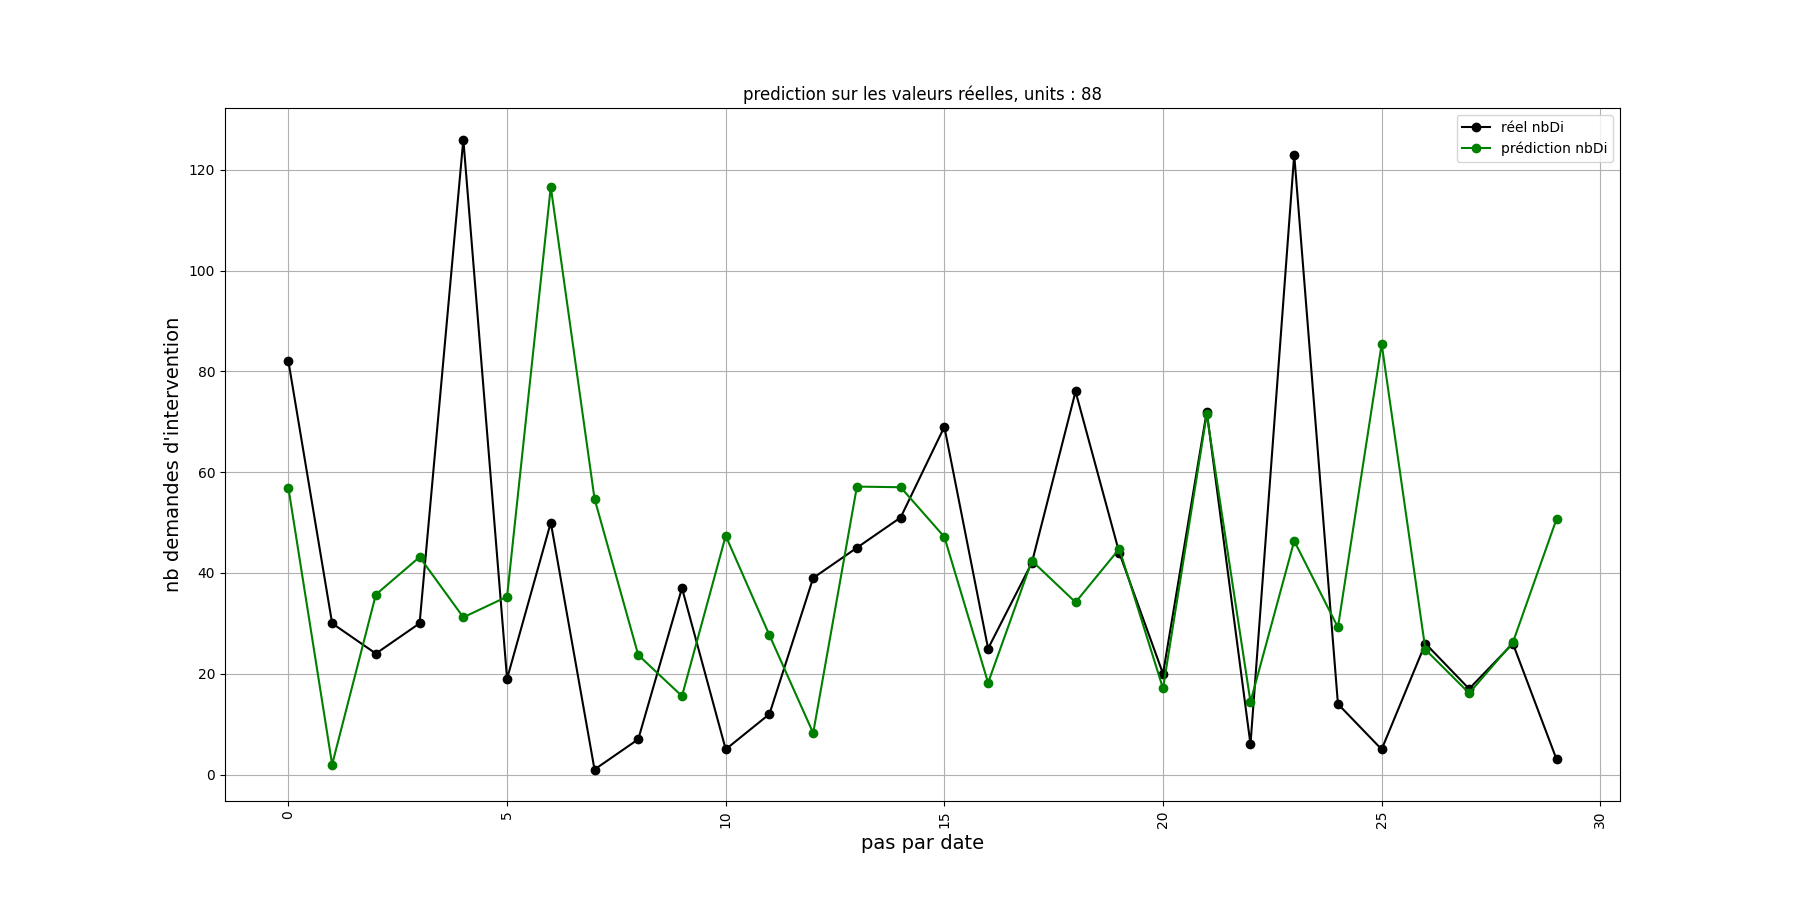 prediction sur les valeurs réelles, units : 88
réel nbDi
prédiction nbDi
nb demandes d'intervention
120
100
80
60
40
20
0
0
5
10
15
20
25
30
pas par date